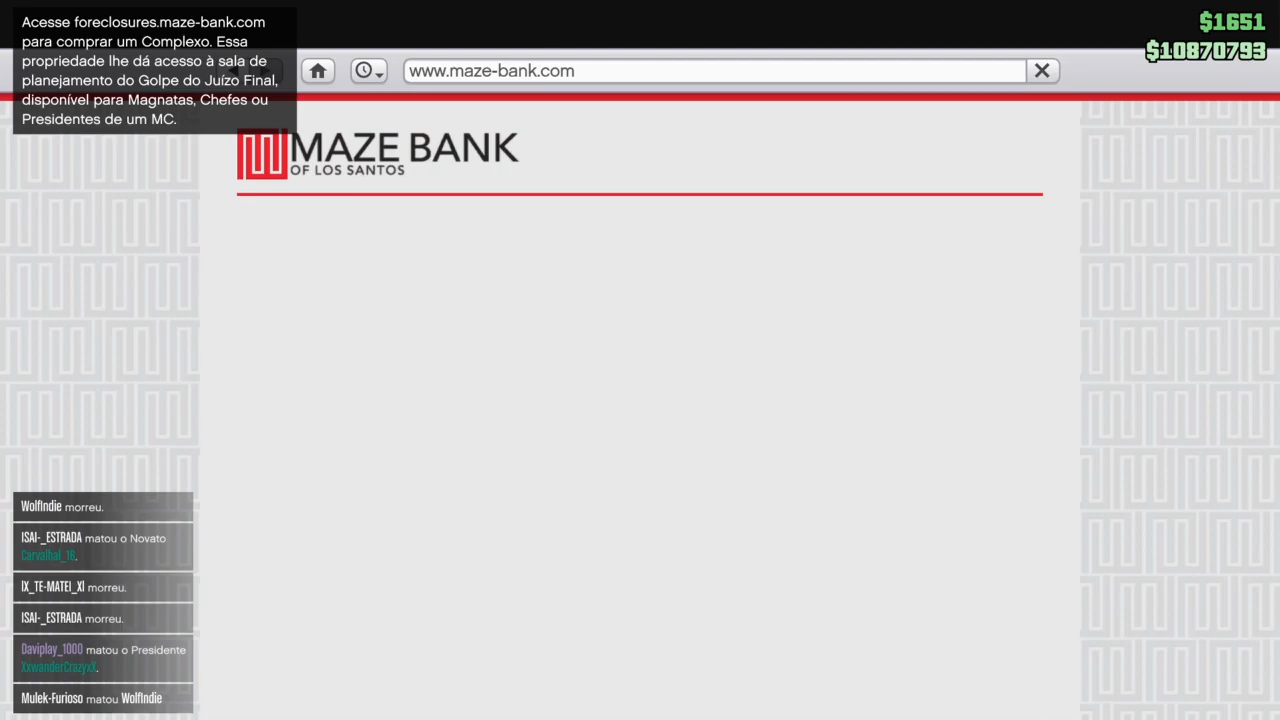 Acesse foreclosures.maze-bank.com
para comprar um Complexo. Essa
propriedade lhe dá acesso à sala de
planejamento do Golpe do Juízo Final,
disponível para Magnatas, Chefes ou
Presidentes de um MC.
$1651
$10870793
www.maze-bank.com
MAZE BANK
OF LOS SANTOS
WolfIndie morreu.
ISAI-_ESTRADA matou o Novato
Carvalhal_16.
IX_TE-MATEI_XI morreu.
ISAI-_ESTRADA morreu.
Daviplay_1000 matou o Presidente
XxwanderCrazyxX.
Mulek-Furioso matou WolfIndie